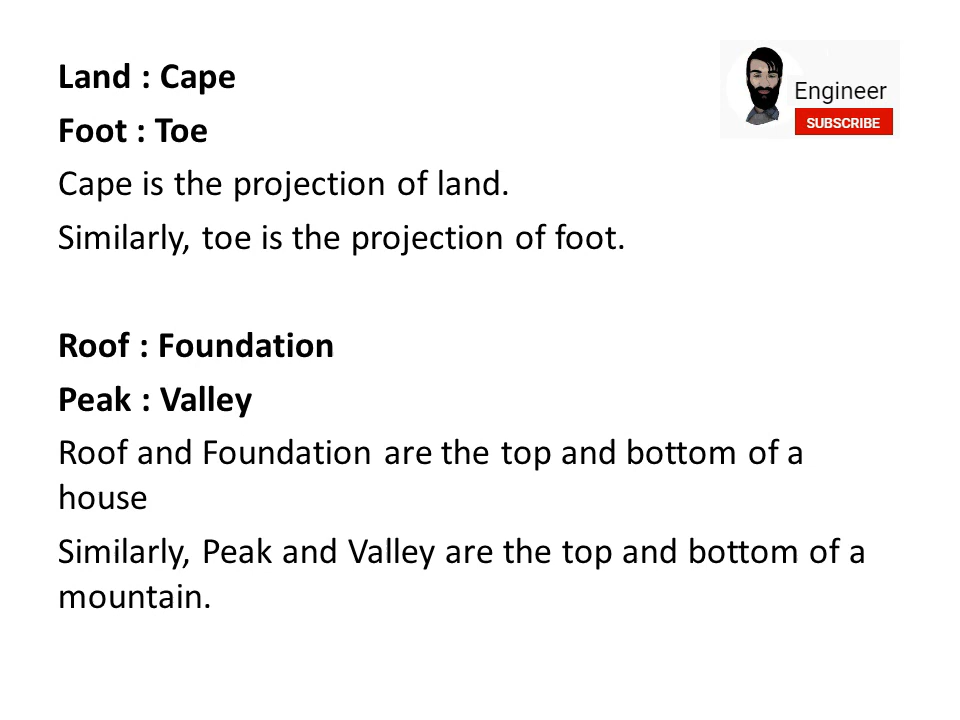 Land : Cape
Foot : Toe
Cape is the projection of land.
Similarly, toe is the projection of foot.
Roof : Foundation
Peak : Valley
Roof and Foundation are the top and bottom of a
house
Similarly, Peak and Valley are the top and bottom of a
mountain.
Engineer
SUBSCRIBE